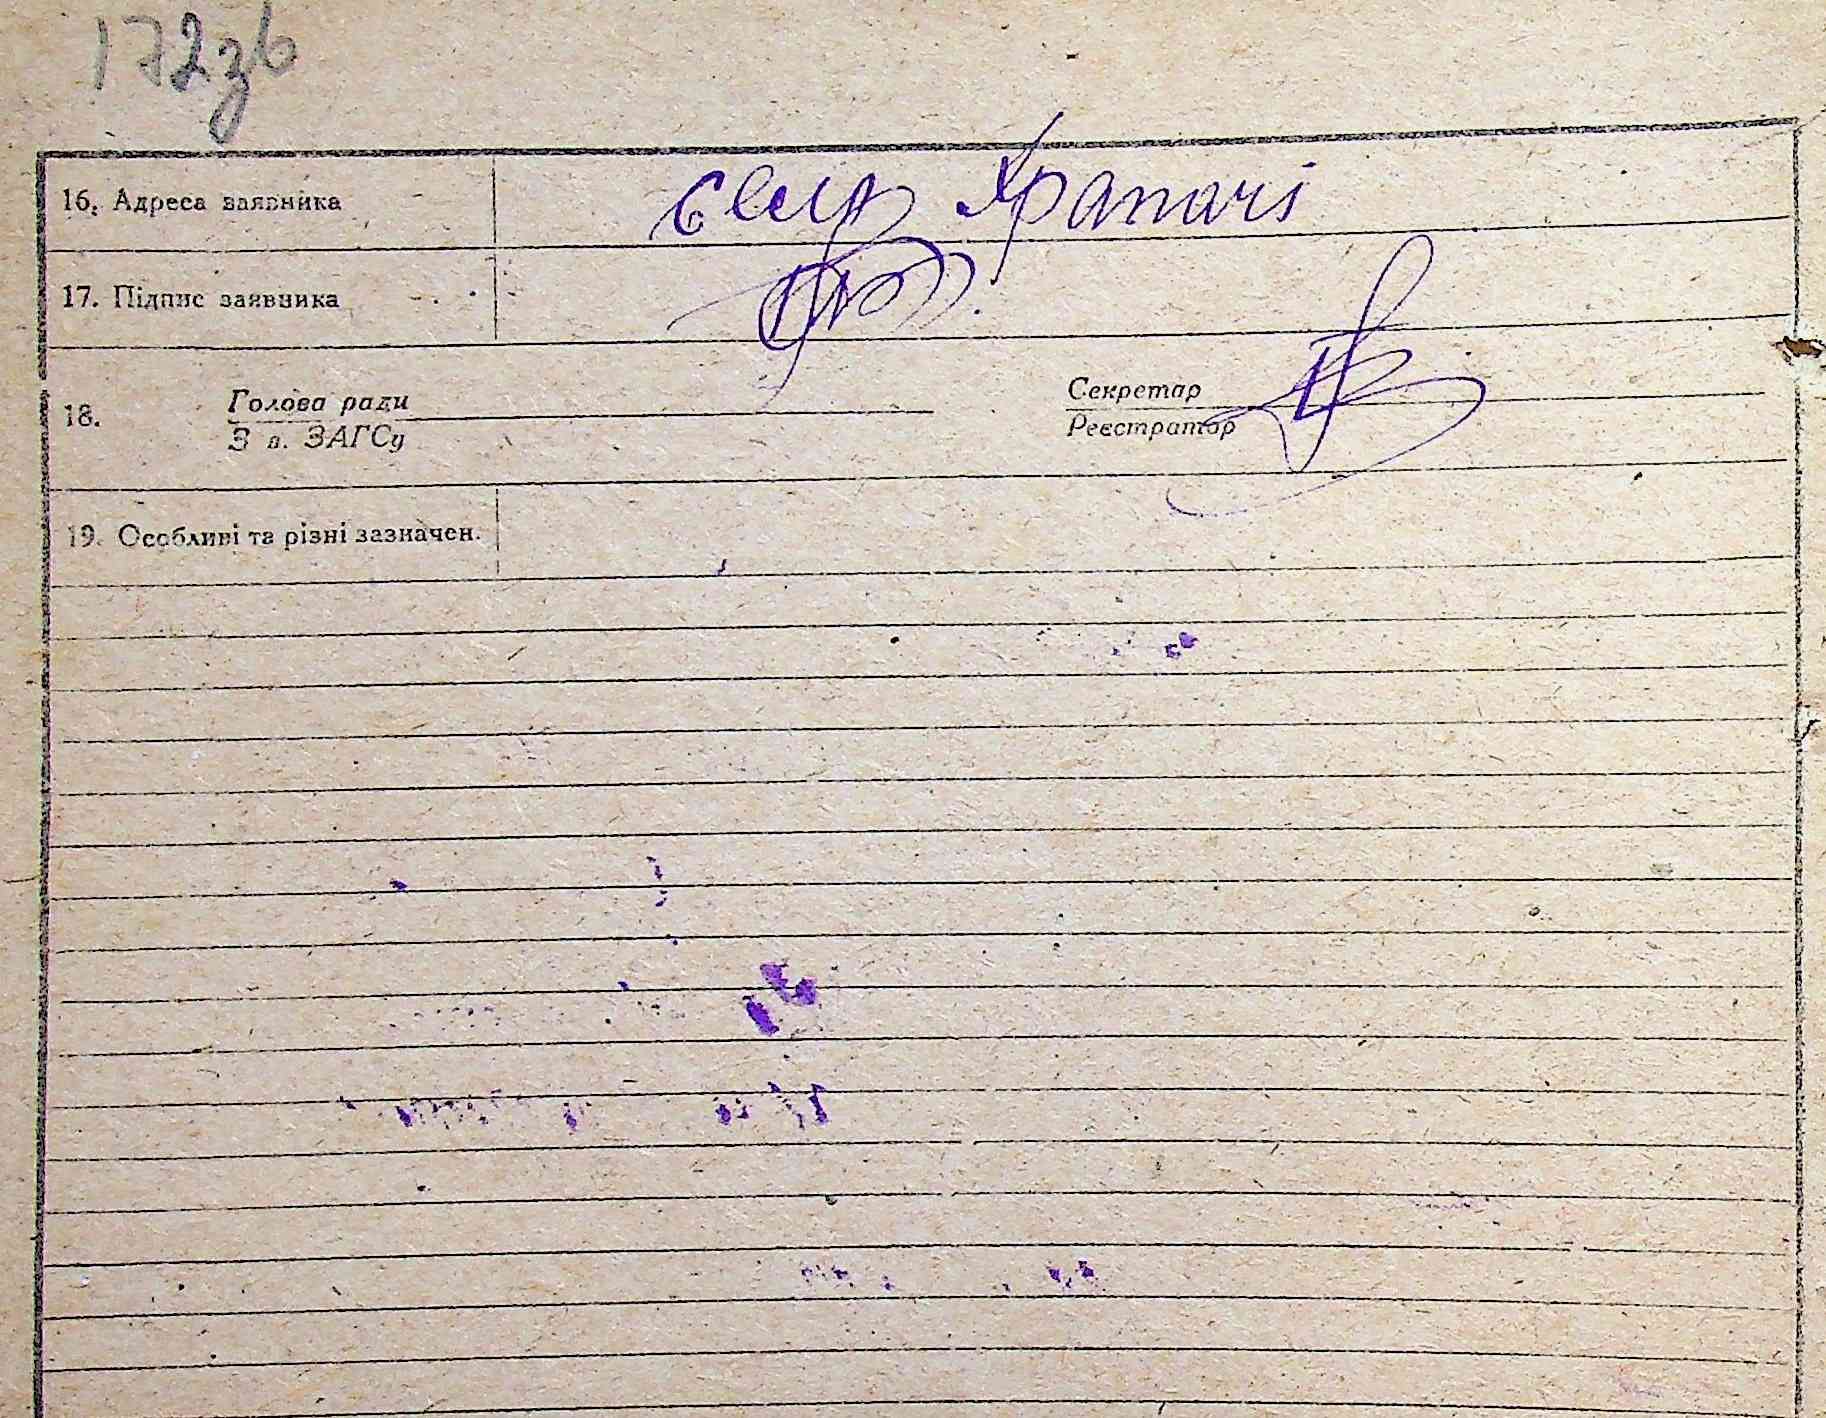 172зв
16. Адреса заявника село Храпачі
17. Підпис заявника
18. Голова ради Секретар
З в. ЗАГСу Реєстратор
19. Особливі та різні зазначен.